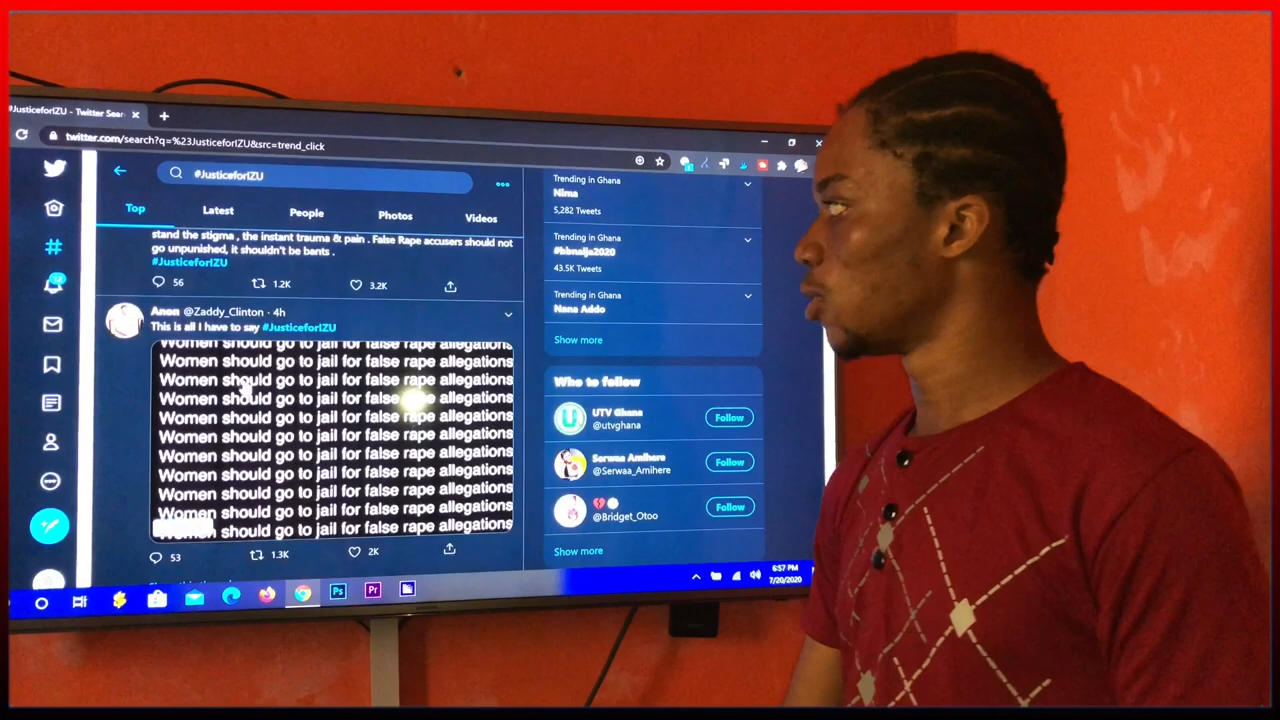 #JusticeforIZU - Twitter Sear
twitter.com/search?q=%23JusticeforIZU&src=trend_click
#JusticeforIZU
Top
Latest
People
Photos
Videos
stand the stigma , the instant trauma & pain . False Rape accusers should not
go unpunished, it shouldn't be bants .
#JusticeforIZU
56
1.2K
3.2K
Anon @Zaddy_Clinton · 4h
This is all I have to say #JusticeforIZU
Women should go to jail for false rape allegations
Women should go to jail for false rape allegations
Women should go to jail for false rape allegations
Women should go to jail for false rape allegations
Women should go to jail for false rape allegations
Women should go to jail for false rape allegations
Women should go to jail for false rape allegations
Women should go to jail for false rape allegations
Women should go to jail for false rape allegations
Women should go to jail for false rape allegations
Women should go to jail for false rape allegations
53
1.3K
2K
Trending in Ghana
Nima
5,282 Tweets
Trending in Ghana
#bbnaija2020
43.5K Tweets
Trending in Ghana
Nana Addo
Show more
Who to follow
UTV Ghana
@utvghana
Follow
Serwaa Amihere
@Serwaa_Amihere
Follow
@Bridget_Otoo
Follow
Show more
Ps
Pr
6:57 PM
7/20/2020